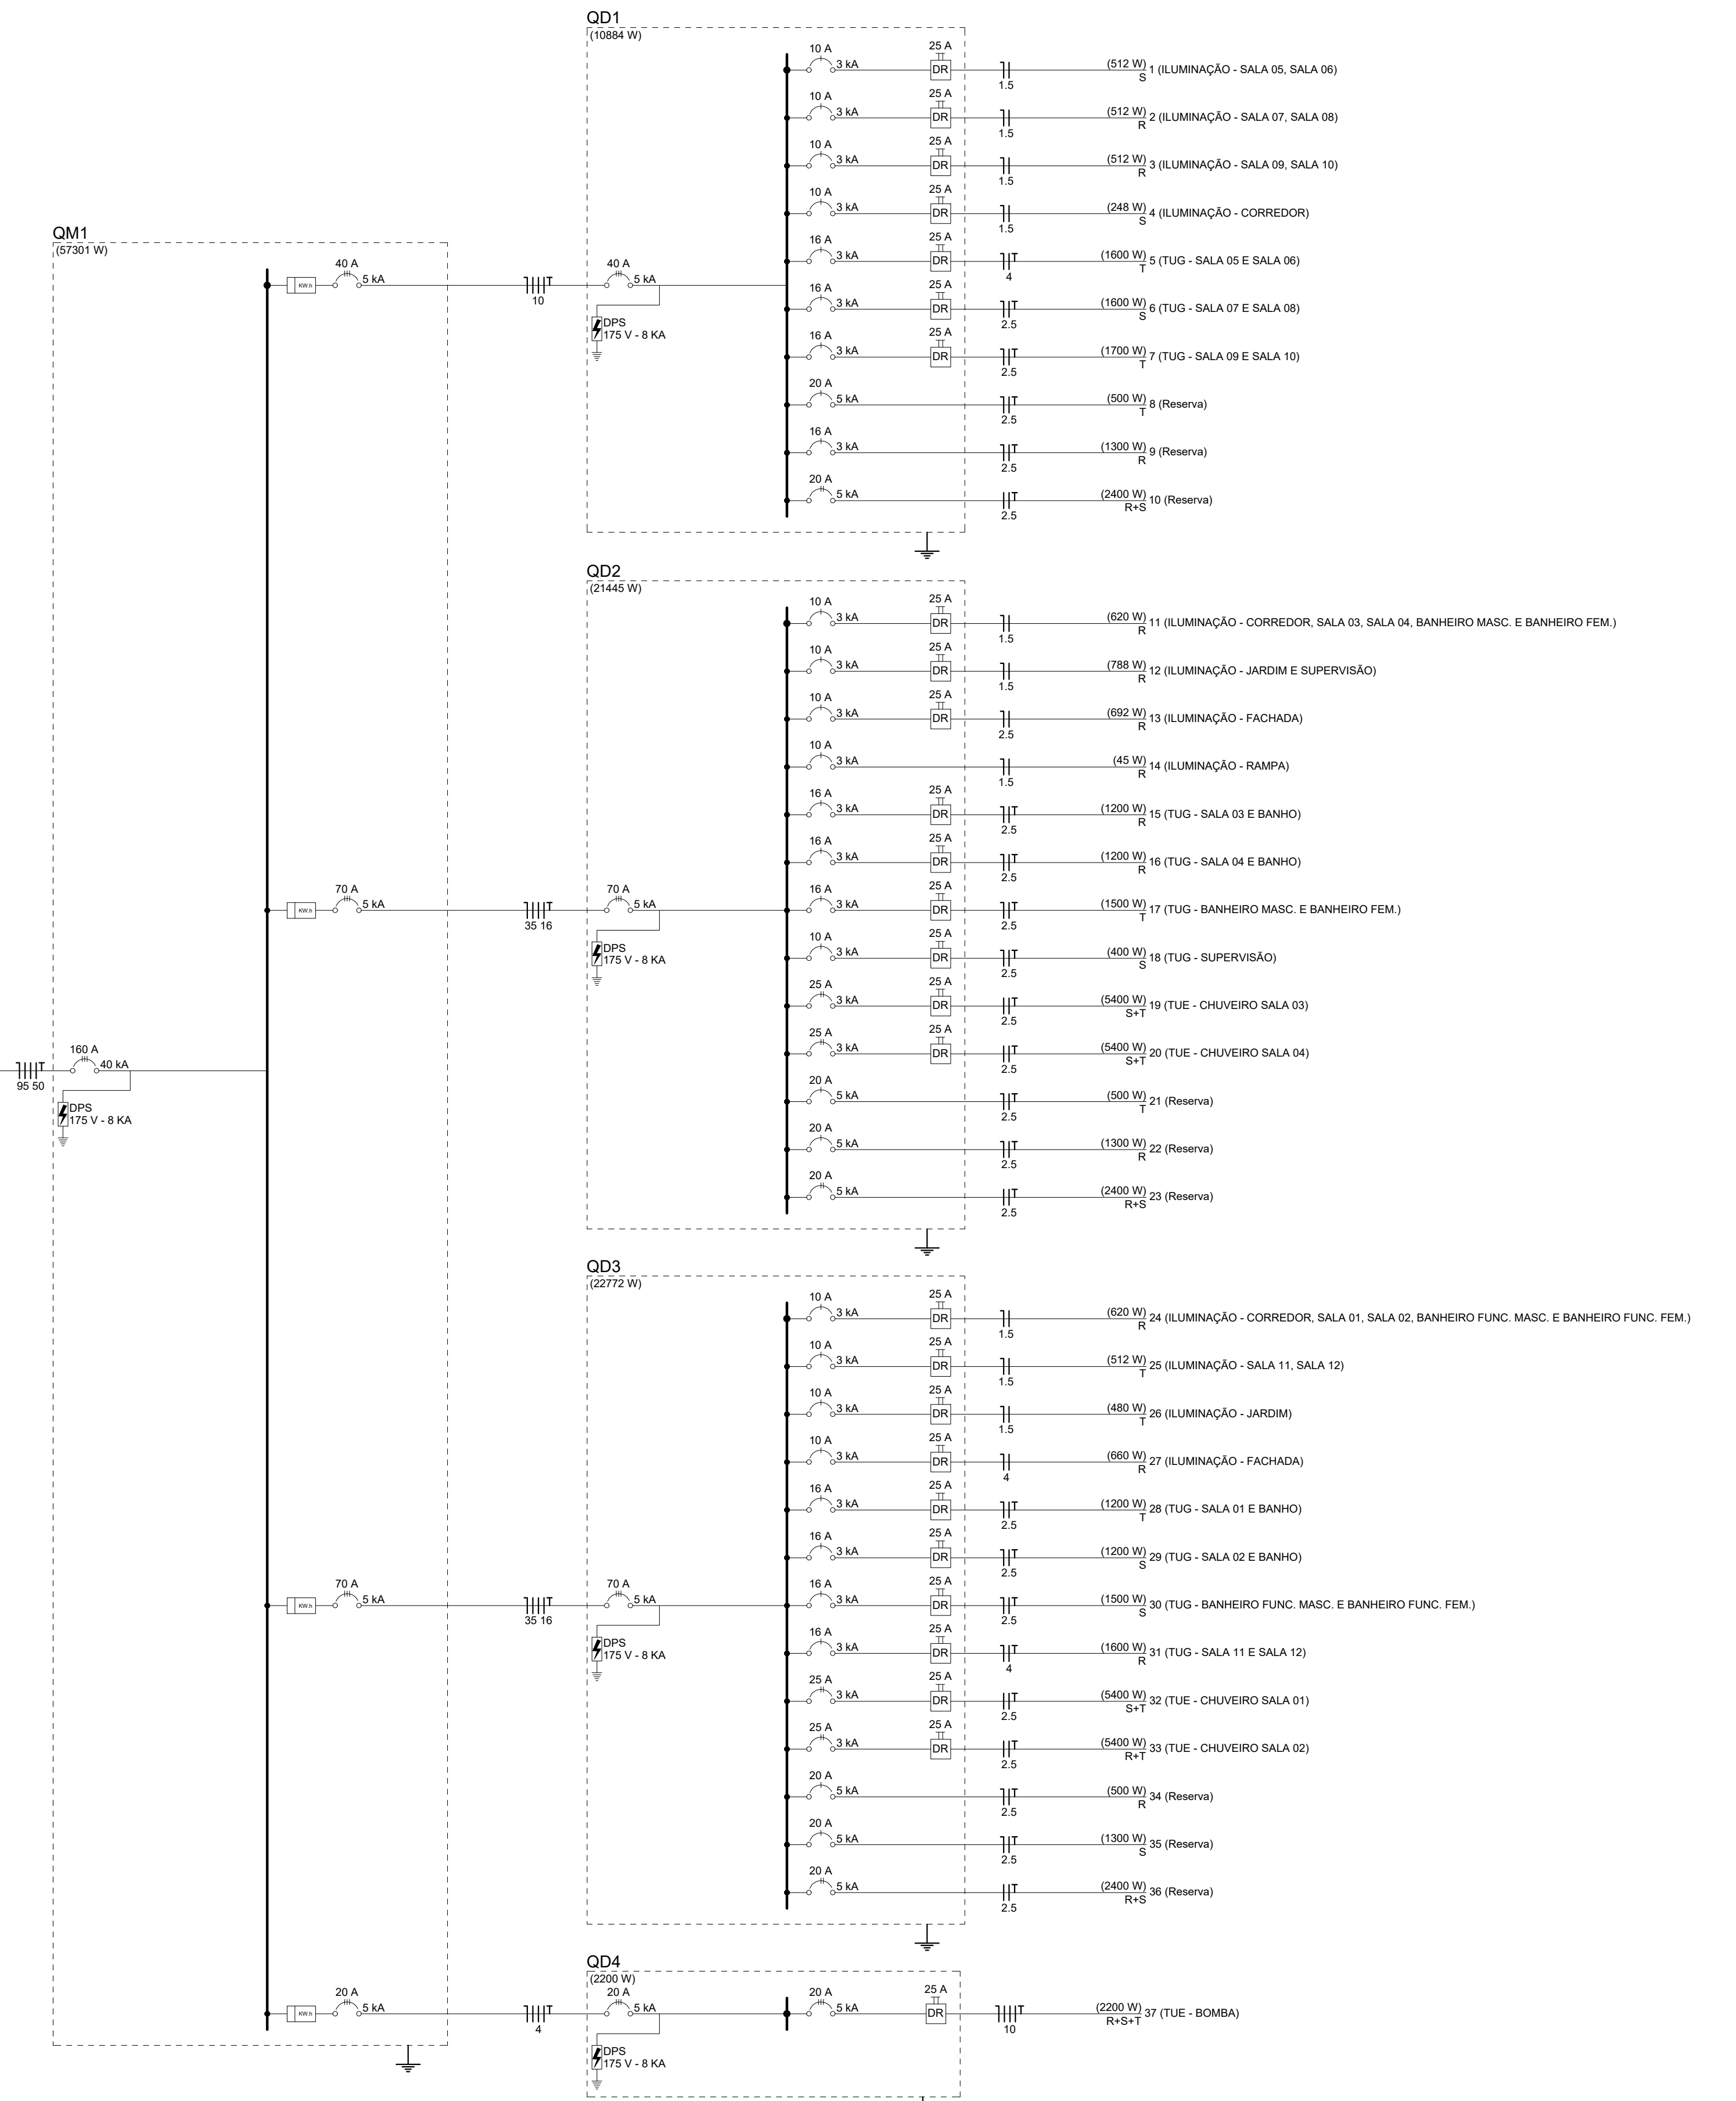 QM1
(57301 W)
95 50
160 A
40 kA
DPS
175 V - 8 KA
KW.h
40 A
5 kA
10
KW.h
70 A
5 kA
35 16
KW.h
70 A
5 kA
35 16
KW.h
20 A
5 kA
4
QD1
(10884 W)
40 A
5 kA
DPS
175 V - 8 KA
10 A 3 kA 25 A DR 1.5 (512 W) S 1 (ILUMINAÇÃO - SALA 05, SALA 06)
10 A 3 kA 25 A DR 1.5 (512 W) R 2 (ILUMINAÇÃO - SALA 07, SALA 08)
10 A 3 kA 25 A DR 1.5 (512 W) R 3 (ILUMINAÇÃO - SALA 09, SALA 10)
10 A 3 kA 25 A DR 1.5 (248 W) S 4 (ILUMINAÇÃO - CORREDOR)
16 A 3 kA 25 A DR T 4 (1600 W) T 5 (TUG - SALA 05 E SALA 06)
16 A 3 kA 25 A DR T 2.5 (1600 W) S 6 (TUG - SALA 07 E SALA 08)
16 A 3 kA 25 A DR T 2.5 (1700 W) T 7 (TUG - SALA 09 E SALA 10)
20 A 5 kA T 2.5 (500 W) T 8 (Reserva)
16 A 3 kA T 2.5 (1300 W) R 9 (Reserva)
20 A 5 kA T 2.5 (2400 W) R+S 10 (Reserva)
QD2
(21445 W)
70 A
5 kA
DPS
175 V - 8 KA
10 A 3 kA 25 A DR 1.5 (620 W) R 11 (ILUMINAÇÃO - CORREDOR, SALA 03, SALA 04, BANHEIRO MASC. E BANHEIRO FEM.)
10 A 3 kA 25 A DR 1.5 (788 W) R 12 (ILUMINAÇÃO - JARDIM E SUPERVISÃO)
10 A 3 kA 25 A DR 2.5 (692 W) R 13 (ILUMINAÇÃO - FACHADA)
10 A 3 kA 1.5 (45 W) R 14 (ILUMINAÇÃO - RAMPA)
16 A 3 kA 25 A DR T 2.5 (1200 W) R 15 (TUG - SALA 03 E BANHO)
16 A 3 kA 25 A DR T 2.5 (1200 W) R 16 (TUG - SALA 04 E BANHO)
16 A 3 kA 25 A DR T 2.5 (1500 W) T 17 (TUG - BANHEIRO MASC. E BANHEIRO FEM.)
10 A 3 kA 25 A DR T 2.5 (400 W) S 18 (TUG - SUPERVISÃO)
25 A 3 kA 25 A DR T 2.5 (5400 W) S+T 19 (TUE - CHUVEIRO SALA 03)
25 A 3 kA 25 A DR T 2.5 (5400 W) S+T 20 (TUE - CHUVEIRO SALA 04)
20 A 5 kA T 2.5 (500 W) T 21 (Reserva)
20 A 5 kA T 2.5 (1300 W) R 22 (Reserva)
20 A 5 kA T 2.5 (2400 W) R+S 23 (Reserva)
QD3
(22772 W)
70 A
5 kA
DPS
175 V - 8 KA
10 A 3 kA 25 A DR 1.5 (620 W) R 24 (ILUMINAÇÃO - CORREDOR, SALA 01, SALA 02, BANHEIRO FUNC. MASC. E BANHEIRO FUNC. FEM.)
10 A 3 kA 25 A DR 1.5 (512 W) T 25 (ILUMINAÇÃO - SALA 11, SALA 12)
10 A 3 kA 25 A DR 1.5 (480 W) T 26 (ILUMINAÇÃO - JARDIM)
10 A 3 kA 25 A DR 4 (660 W) R 27 (ILUMINAÇÃO - FACHADA)
16 A 3 kA 25 A DR T 2.5 (1200 W) T 28 (TUG - SALA 01 E BANHO)
16 A 3 kA 25 A DR T 2.5 (1200 W) S 29 (TUG - SALA 02 E BANHO)
16 A 3 kA 25 A DR T 2.5 (1500 W) S 30 (TUG - BANHEIRO FUNC. MASC. E BANHEIRO FUNC. FEM.)
16 A 3 kA 25 A DR T 4 (1600 W) R 31 (TUG - SALA 11 E SALA 12)
25 A 3 kA 25 A DR T 2.5 (5400 W) S+T 32 (TUE - CHUVEIRO SALA 01)
25 A 3 kA 25 A DR T 2.5 (5400 W) R+T 33 (TUE - CHUVEIRO SALA 02)
20 A 5 kA T 2.5 (500 W) R 34 (Reserva)
20 A 5 kA T 2.5 (1300 W) S 35 (Reserva)
20 A 5 kA T 2.5 (2400 W) R+S 36 (Reserva)
QD4
(2200 W)
20 A
5 kA
DPS
175 V - 8 KA
20 A 5 kA 25 A DR T 10 (2200 W) R+S+T 37 (TUE - BOMBA)